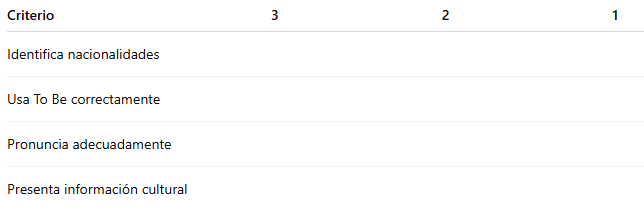 Criterio 3 2 1
Identifica nacionalidades
Usa To Be correctamente
Pronuncia adecuadamente
Presenta información cultural